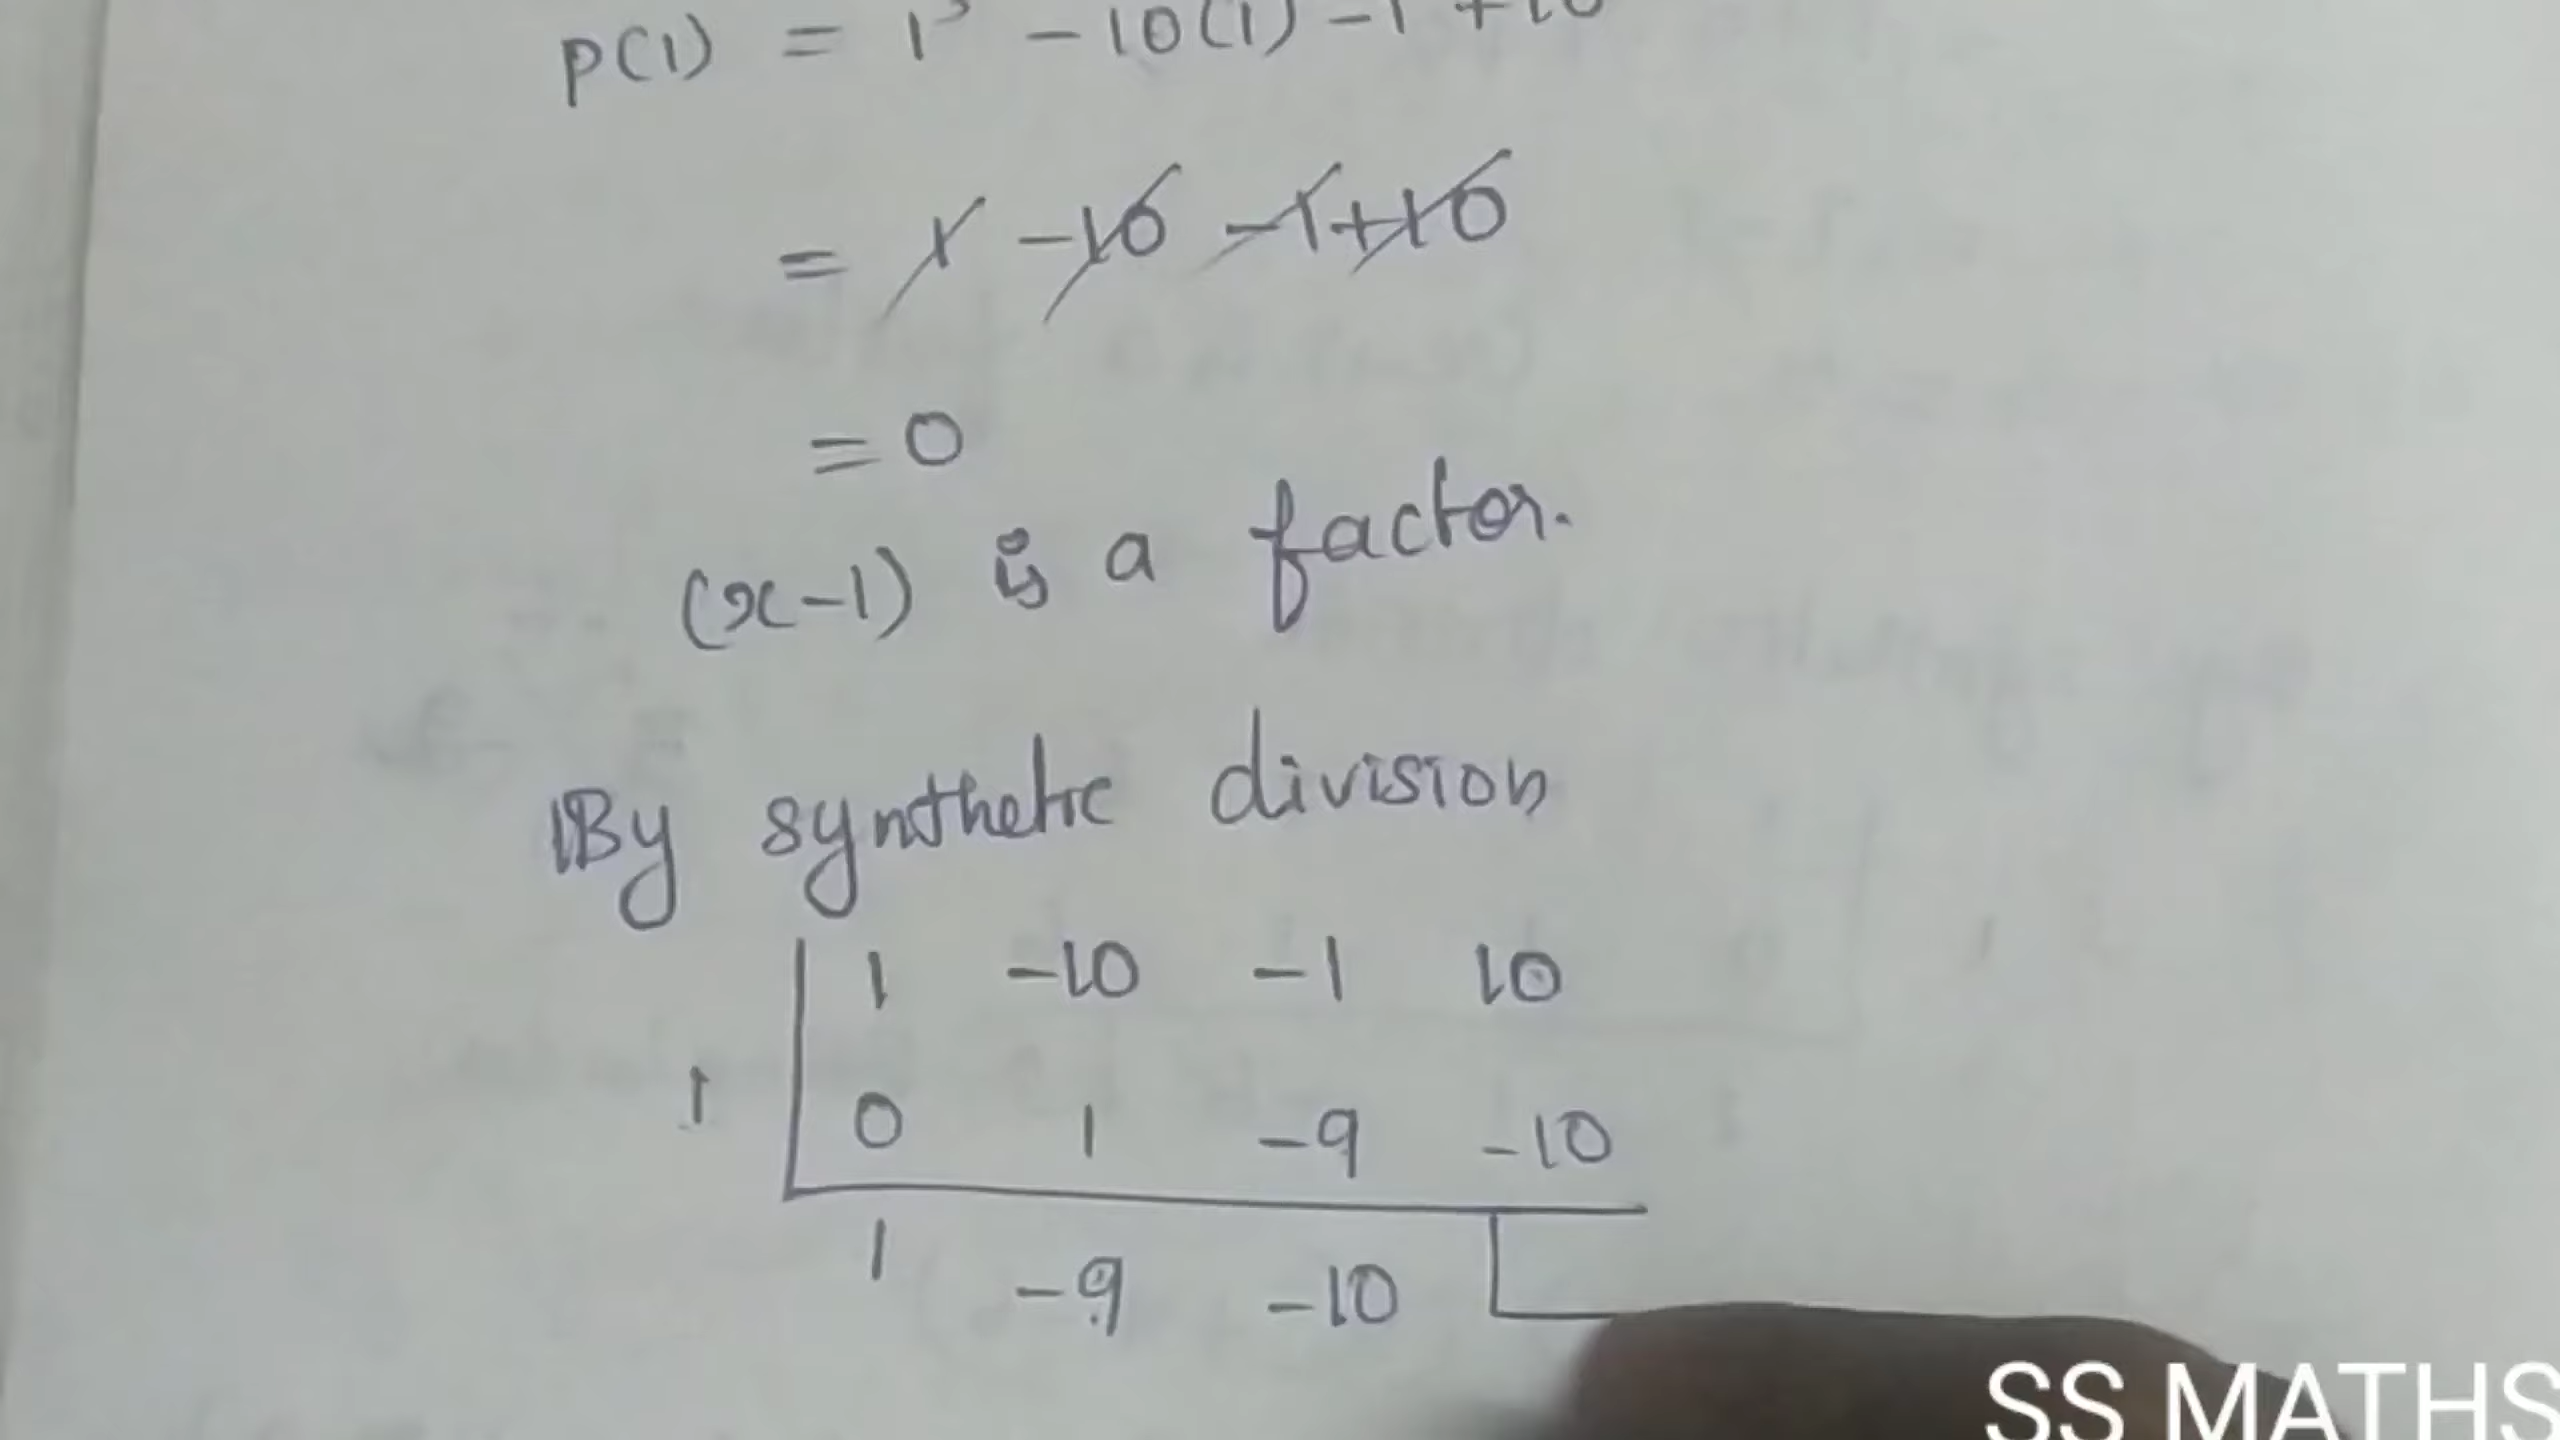 P(1) = 1³ - 10(1) - 1 + 10
= 1 - 10 - 1 + 10
= 0
(x-1) is a factor.
By synthetic division
1 -10 -1 10
1 0 1 -9 -10
1 -9 -10
SS MATHS